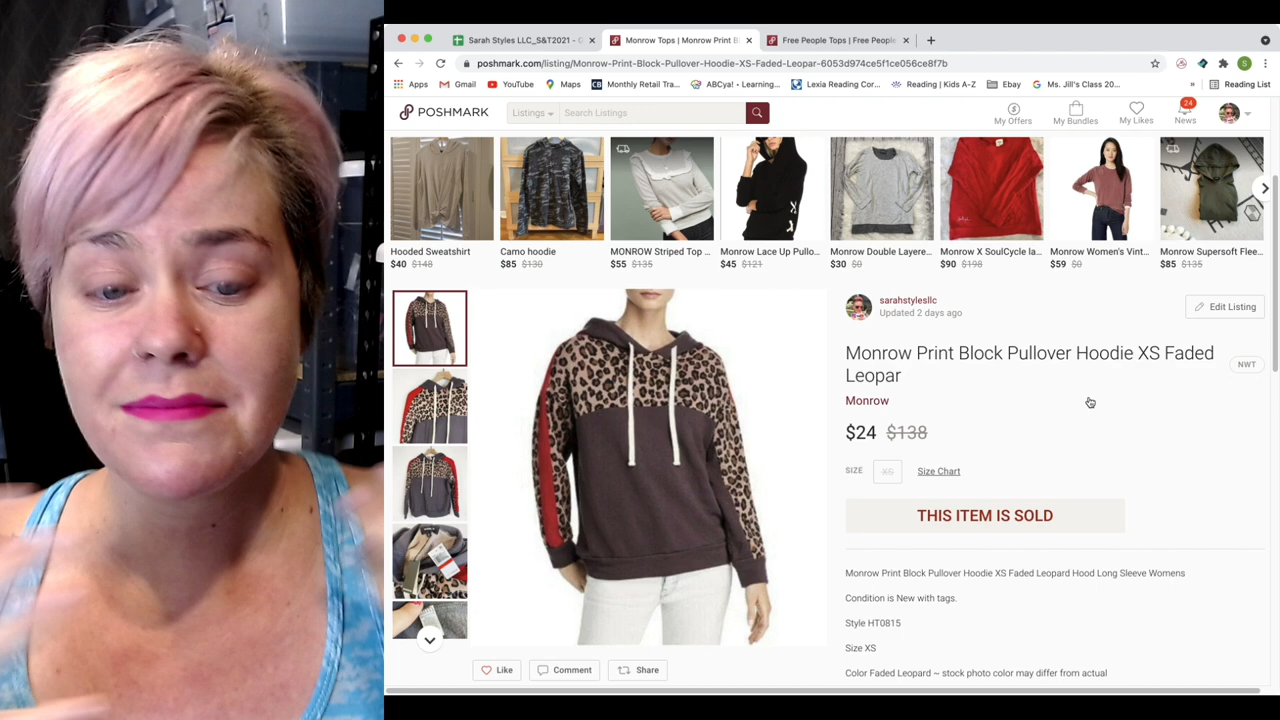 Sarah Styles LLC_S&T2021 - G
Monrow Tops | Monrow Print B
Free People Tops | Free People
poshmark.com/listing/Monrow-Print-Block-Pullover-Hoodie-XS-Faded-Leopar-6053d974ce5f1ce056ce8f7b
Apps
Gmail
YouTube
Maps
Monthly Retail Tra...
ABCya! • Learning...
Lexia Reading Cor...
Reading | Kids A-Z
Ebay
Ms. Jill's Class 20...
»
Reading List
POSHMARK
Listings
Search Listings
My Offers
My Bundles
My Likes
24
News
Hooded Sweatshirt
$40 $148
Camo hoodie
$85 $130
MONROW Striped Top ...
$55 $135
Monrow Lace Up Pullo...
$45 $121
Monrow Double Layere...
$30 $0
Monrow X SoulCycle la...
$90 $198
Monrow Women's Vint...
$59 $0
Monrow Supersoft Flee...
$85 $135
sarahstylesllc
Updated 2 days ago
Edit Listing
Monrow Print Block Pullover Hoodie XS Faded
Leopar
NWT
Monrow
$24 $138
SIZE XS Size Chart
THIS ITEM IS SOLD
Monrow Print Block Pullover Hoodie XS Faded Leopard Hood Long Sleeve Womens
Condition is New with tags.
Style HT0815
Size XS
Color Faded Leopard ~ stock photo color may differ from actual
Like
Comment
Share